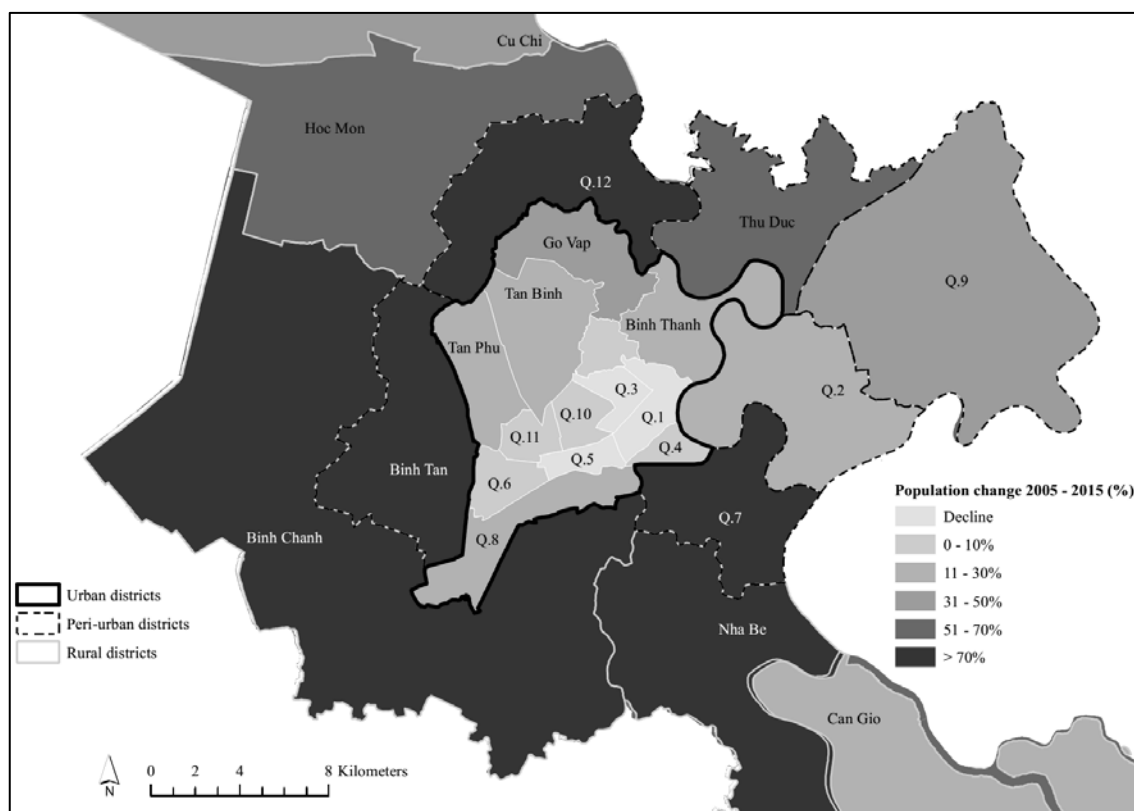 Cu Chi
Hoc Mon
Q.12
Thu Duc
Go Vap
Q.9
Tan Binh
Binh Thanh
Tan Phu
Q.3
Q.2
Q.10
Q.1
Q.11
Q.4
Q.5
Binh Tan
Q.6
Population change 2005 - 2015 (%)
Decline
0 - 10%
11 - 30%
31 - 50%
51 - 70%
> 70%
Q.7
Binh Chanh
Q.8
Urban districts
Peri-urban districts
Rural districts
Nha Be
Can Gio
N
0 2 4 8 Kilometers